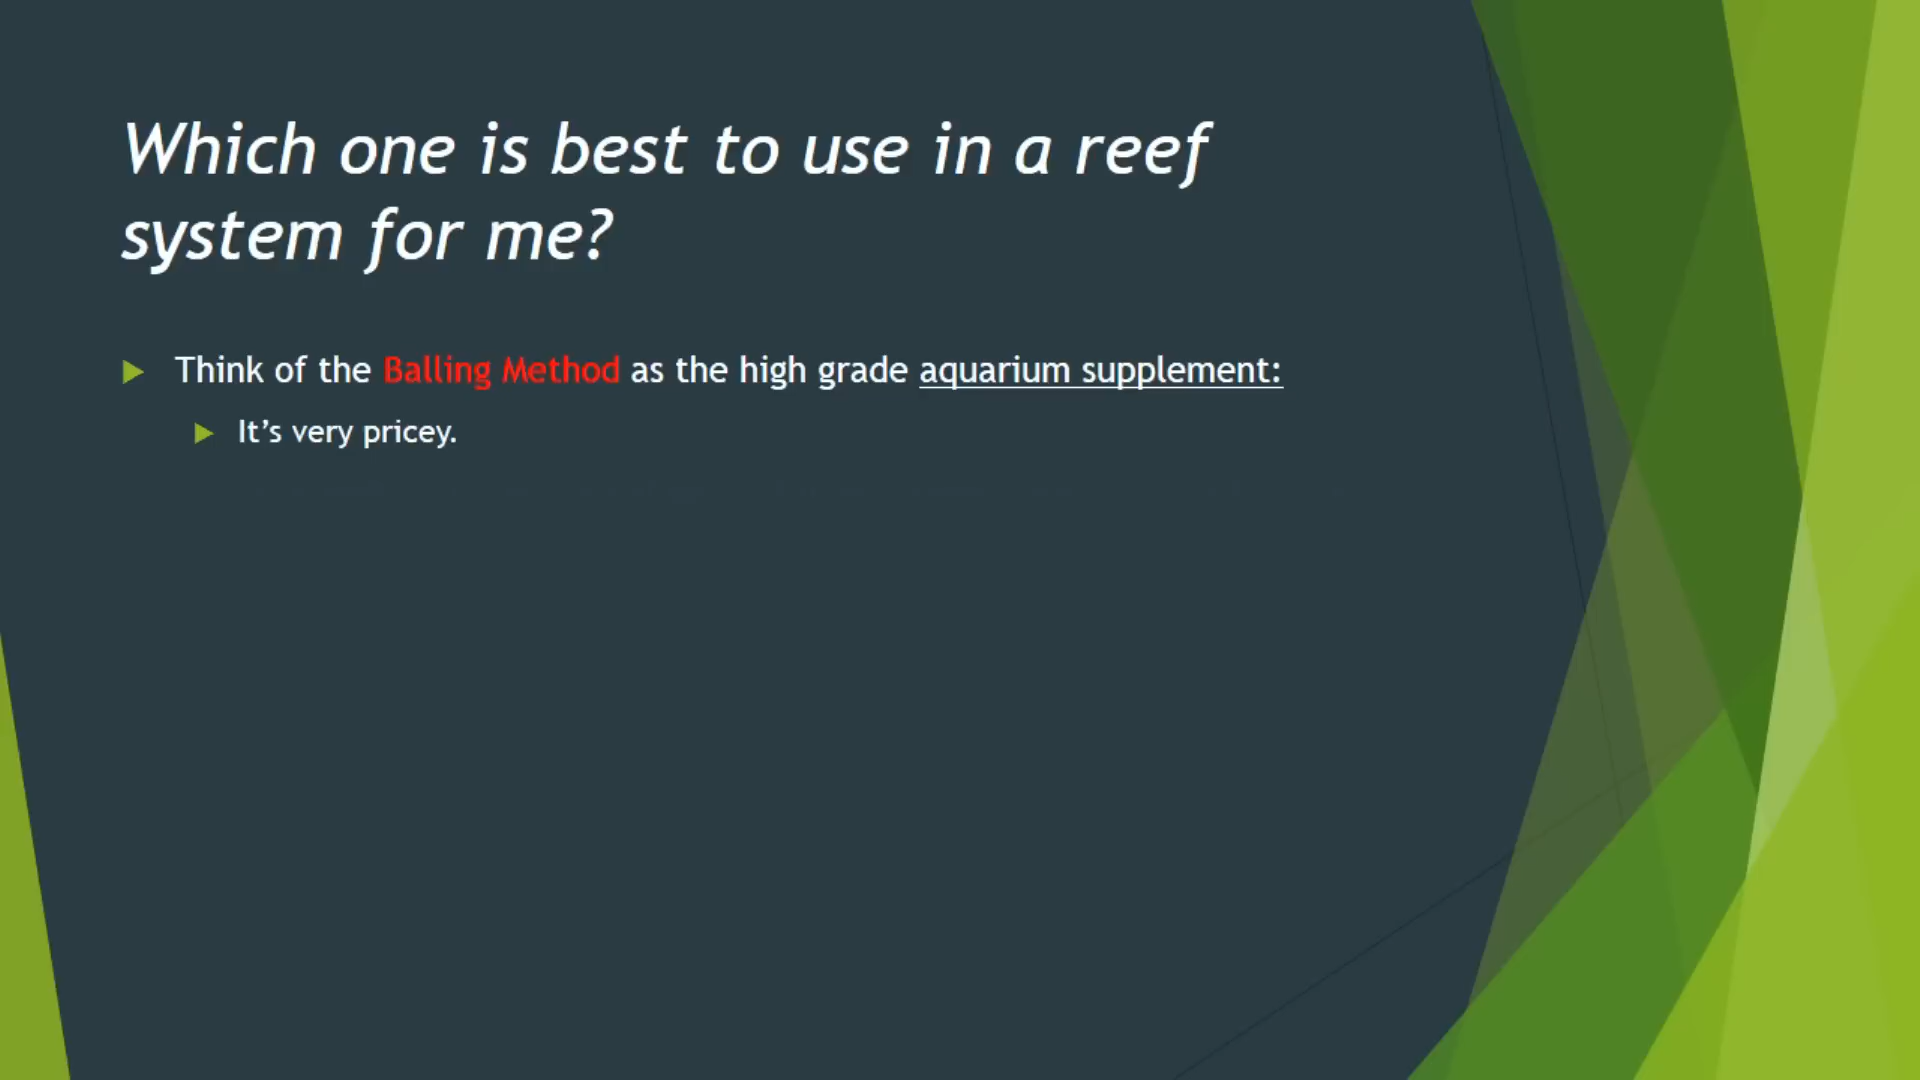 Which one is best to use in a reef
system for me?
Think of the Balling Method as the high grade aquarium supplement:
It’s very pricey.